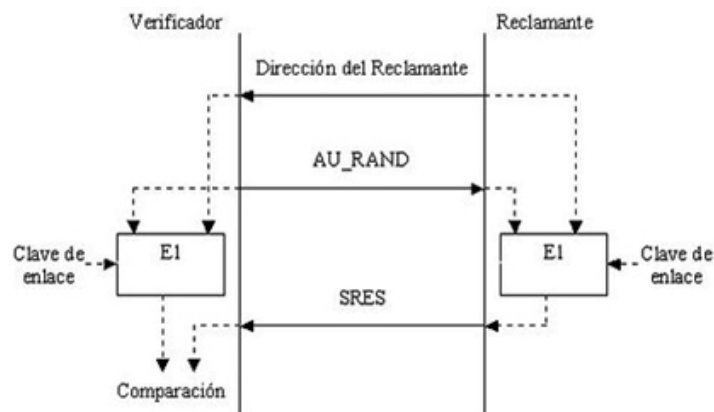 Verificador
Reclamante
Dirección del Reclamante
AU_RAND
E1
E1
Clave de
enlace
Clave de
enlace
SRES
Comparación